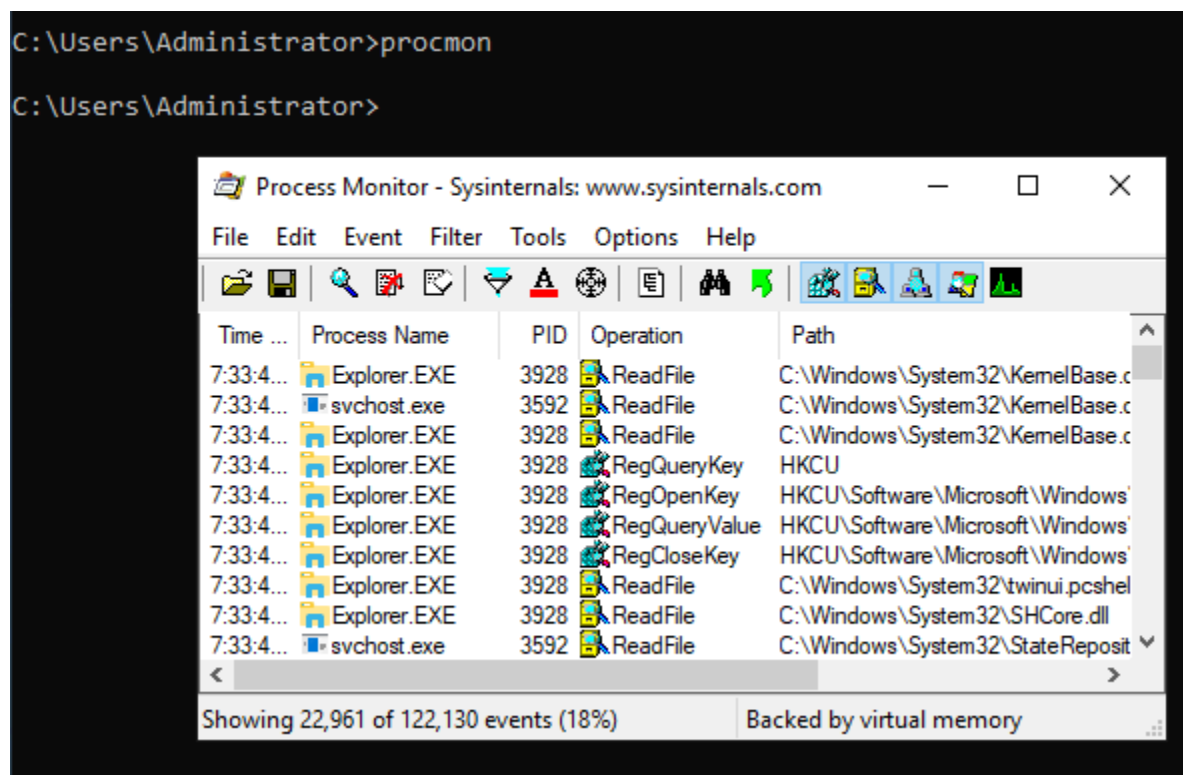 C:\Users\Administrator>procmon
C:\Users\Administrator>
Process Monitor - Sysinternals: www.sysinternals.com
File Edit Event Filter Tools Options Help
Time ... Process Name PID Operation Path
7:33:4... Explorer.EXE 3928 ReadFile C:\Windows\System32\KernelBase.d
7:33:4... svchost.exe 3592 ReadFile C:\Windows\System32\KernelBase.d
7:33:4... Explorer.EXE 3928 ReadFile C:\Windows\System32\KernelBase.d
7:33:4... Explorer.EXE 3928 RegQueryKey HKCU
7:33:4... Explorer.EXE 3928 RegOpenKey HKCU\Software\Microsoft\Windows\
7:33:4... Explorer.EXE 3928 RegQueryValue HKCU\Software\Microsoft\Windows\
7:33:4... Explorer.EXE 3928 RegCloseKey HKCU\Software\Microsoft\Windows\
7:33:4... Explorer.EXE 3928 ReadFile C:\Windows\System32\twinui.pcshel
7:33:4... Explorer.EXE 3928 ReadFile C:\Windows\System32\SHCore.dll
7:33:4... svchost.exe 3592 ReadFile C:\Windows\System32\StateReposit
Showing 22,961 of 122,130 events (18%) Backed by virtual memory